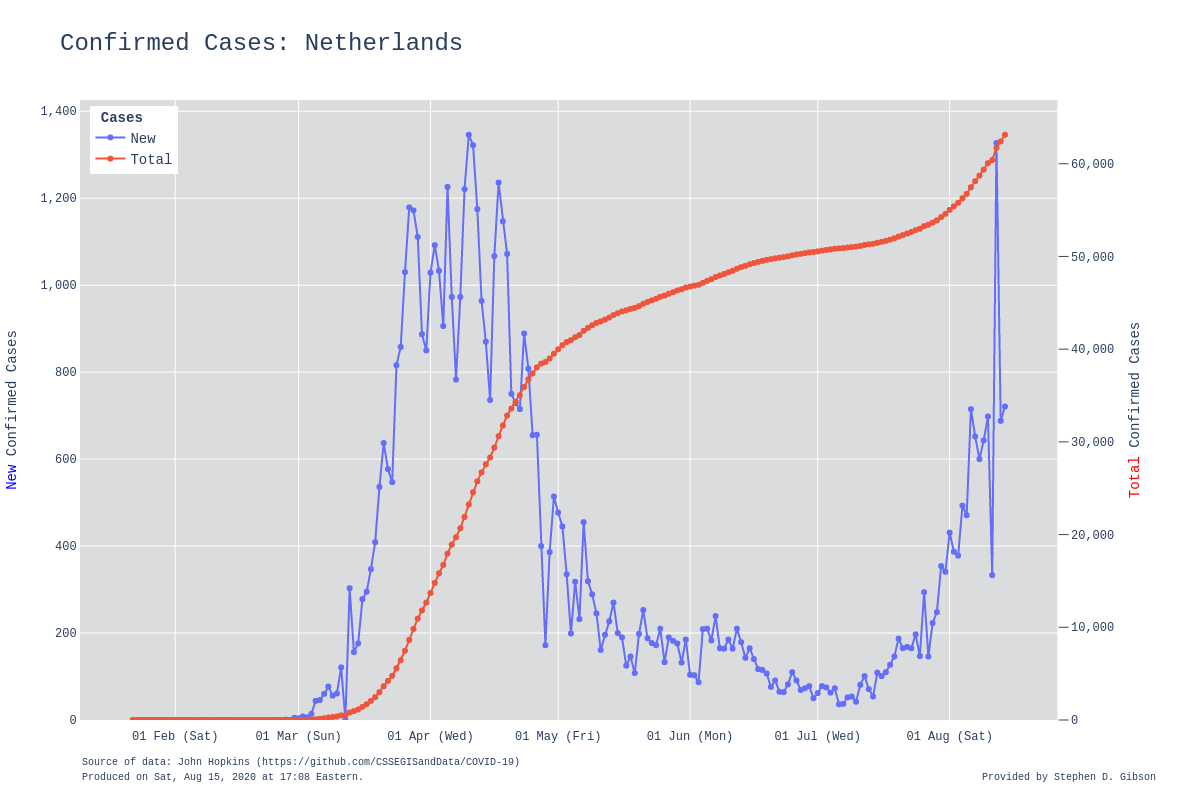 Confirmed Cases: Netherlands
Cases
New
Total
1,400
1,200
1,000
800
600
400
200
0
New Confirmed Cases
60,000
50,000
40,000
30,000
20,000
10,000
0
Total Confirmed Cases
01 Feb (Sat) 01 Mar (Sun) 01 Apr (Wed) 01 May (Fri) 01 Jun (Mon) 01 Jul (Wed) 01 Aug (Sat)
Source of data: John Hopkins (https://github.com/CSSEGISandData/COVID-19)
Produced on Sat, Aug 15, 2020 at 17:08 Eastern.
Provided by Stephen D. Gibson